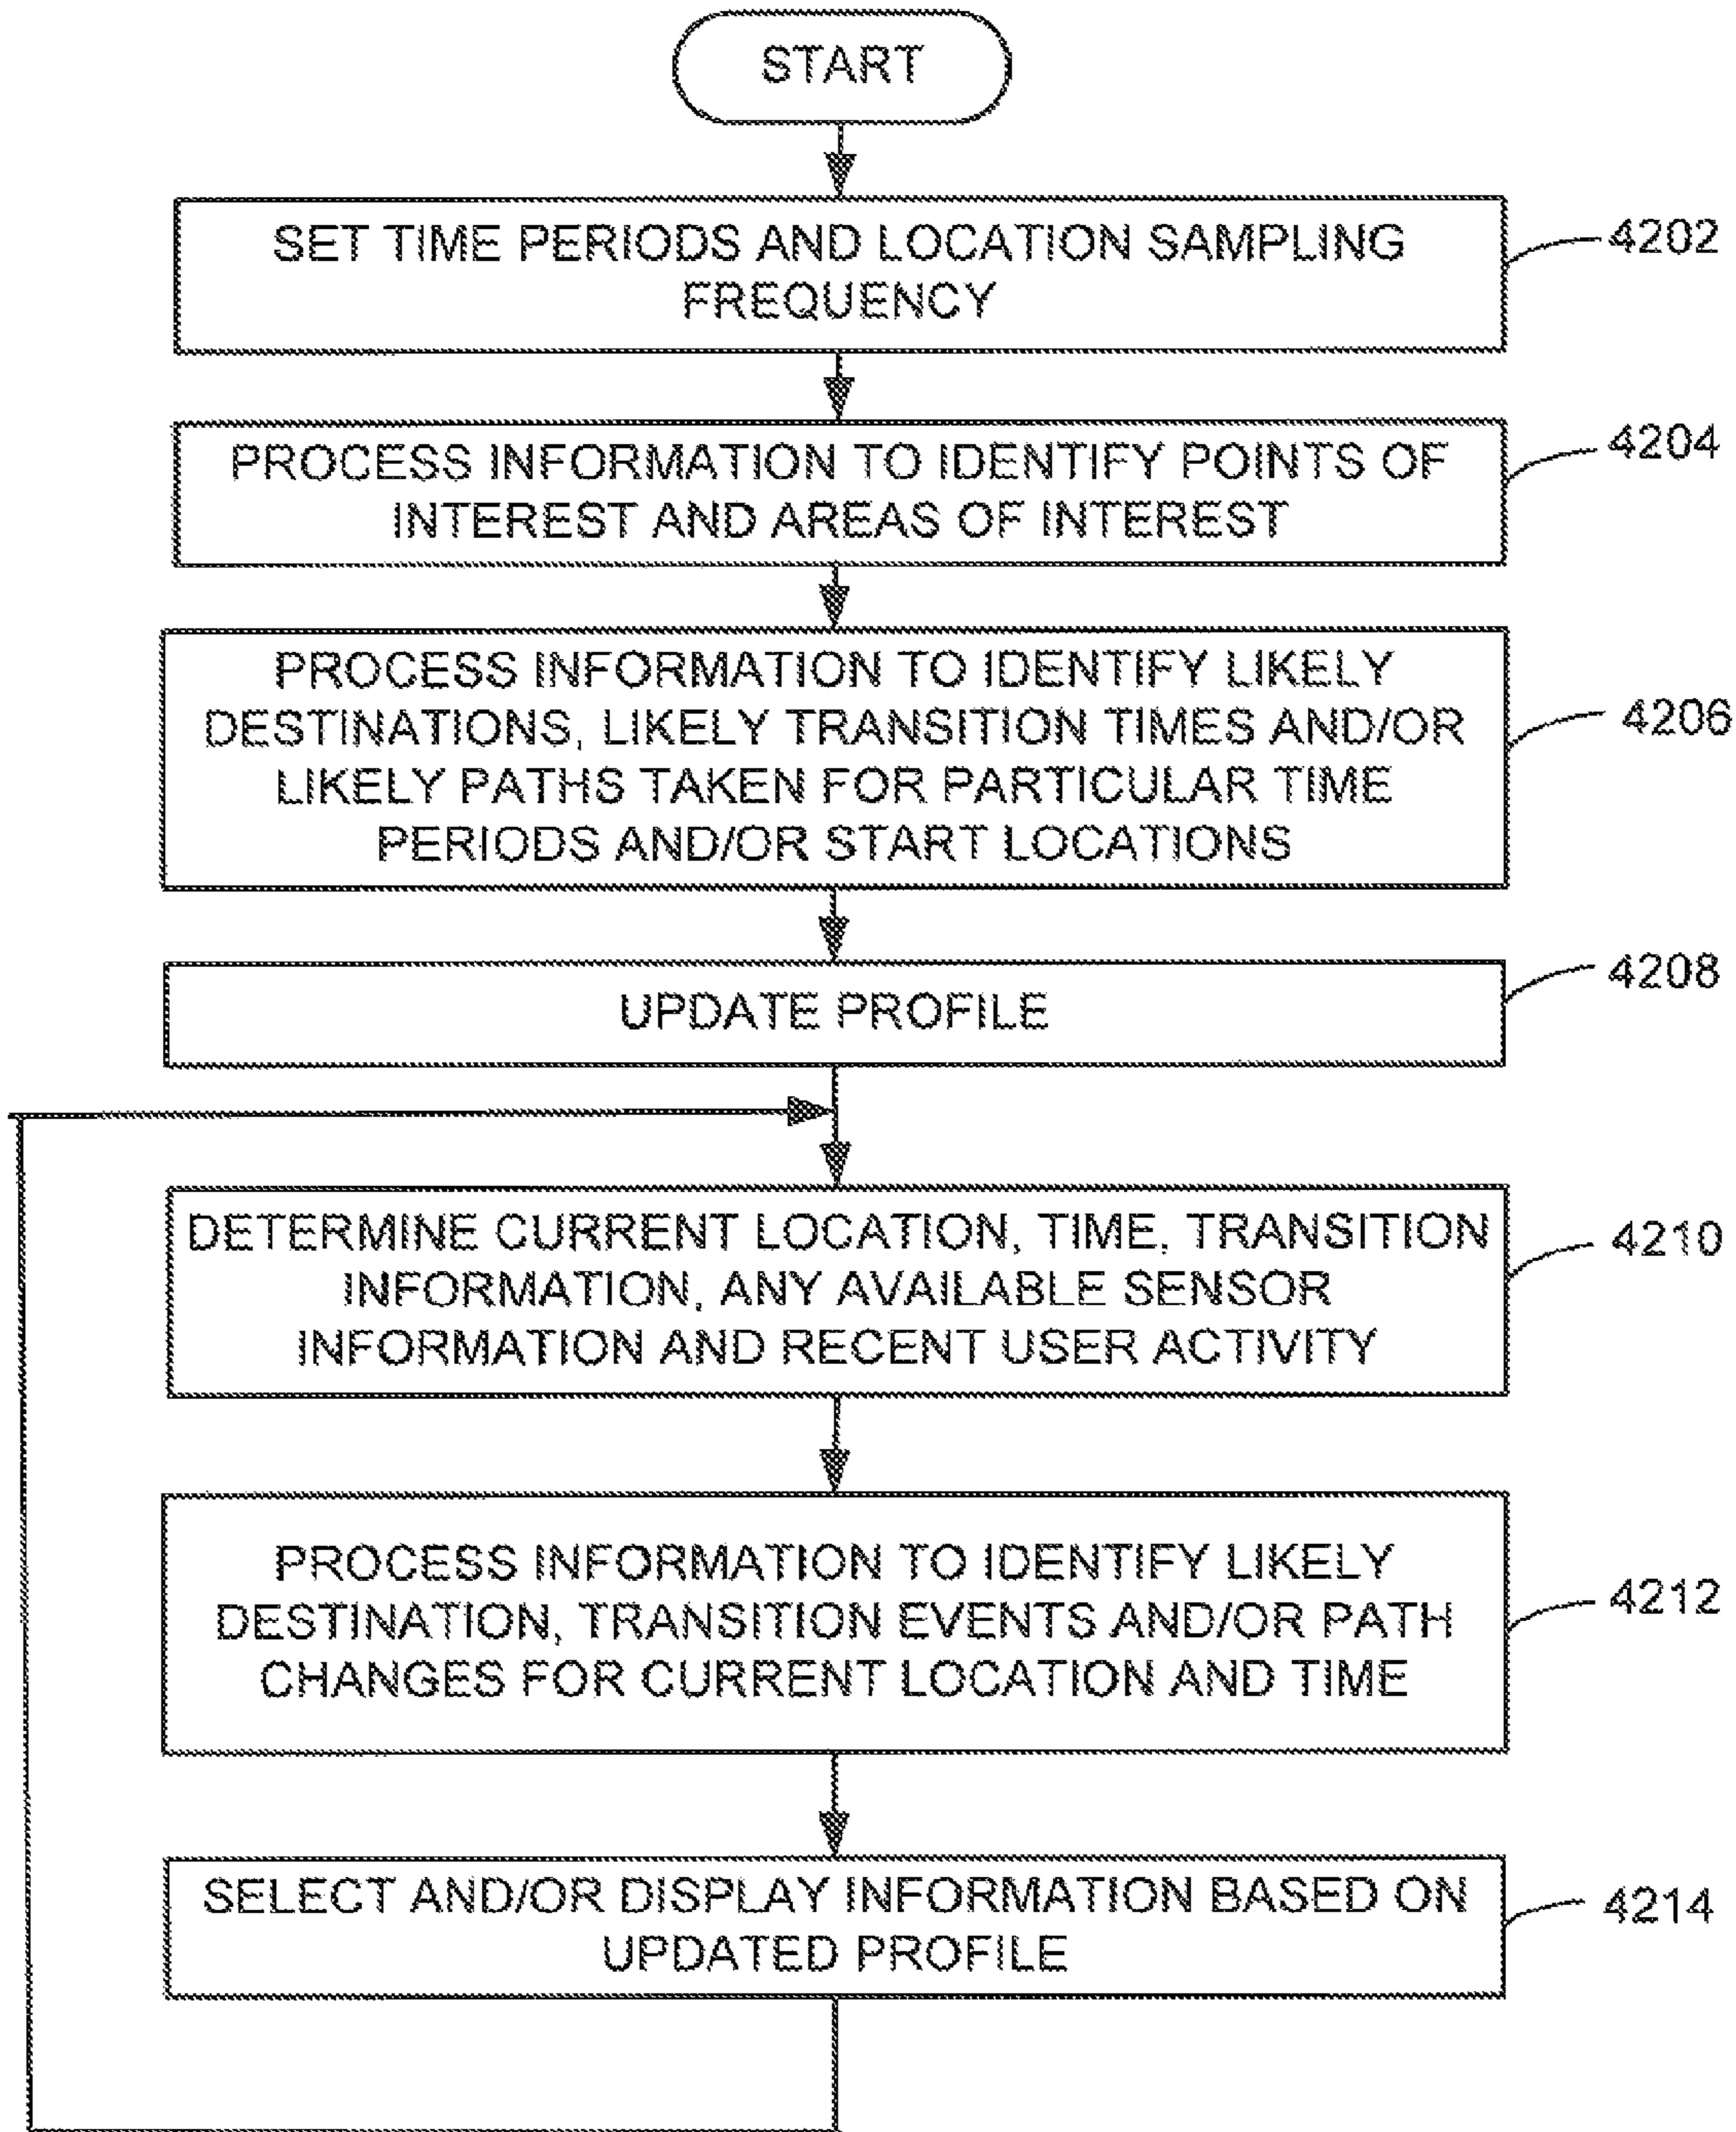 START
SET TIME PERIODS AND LOCATION SAMPLING
FREQUENCY
4202
PROCESS INFORMATION TO IDENTIFY POINTS OF
INTEREST AND AREAS OF INTEREST
4204
PROCESS INFORMATION TO IDENTIFY LIKELY
DESTINATIONS, LIKELY TRANSITION TIMES AND/OR
LIKELY PATHS TAKEN FOR PARTICULAR TIME
PERIODS AND/OR START LOCATIONS
4206
UPDATE PROFILE
4208
DETERMINE CURRENT LOCATION, TIME, TRANSITION
INFORMATION, ANY AVAILABLE SENSOR
INFORMATION AND RECENT USER ACTIVITY
4210
PROCESS INFORMATION TO IDENTIFY LIKELY
DESTINATION, TRANSITION EVENTS AND/OR PATH
CHANGES FOR CURRENT LOCATION AND TIME
4212
SELECT AND/OR DISPLAY INFORMATION BASED ON
UPDATED PROFILE
4214